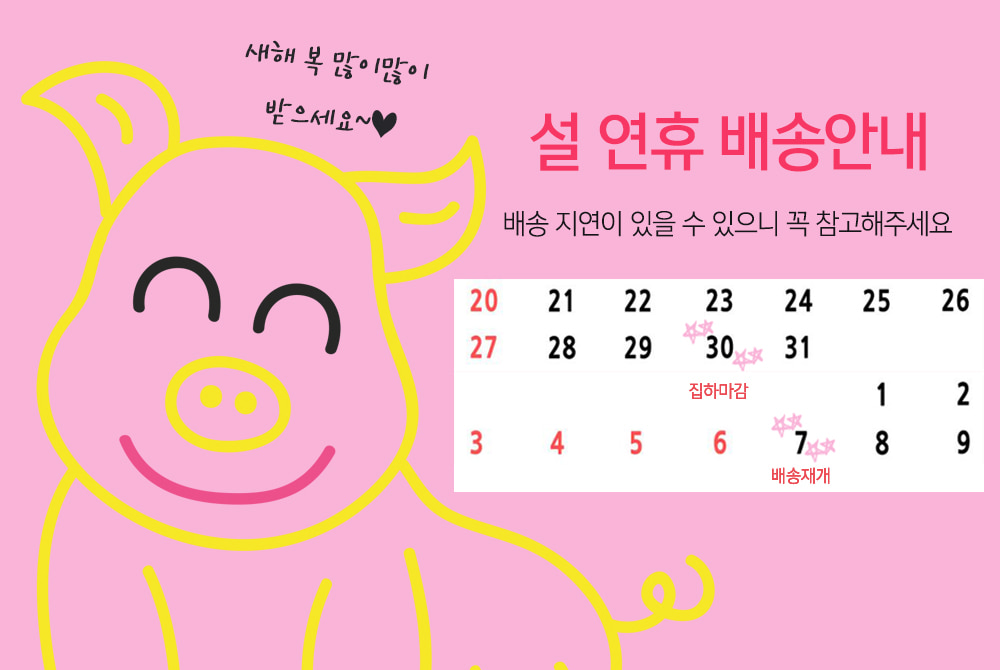 새해 복 많이많이
받으세요~♥
설 연휴 배송안내
배송 지연이 있을 수 있으니 꼭 참고해주세요
20 21 22 23 24 25 26
27 28 29 30 31
집하마감 1 2
3 4 5 6 7 8 9
배송재개